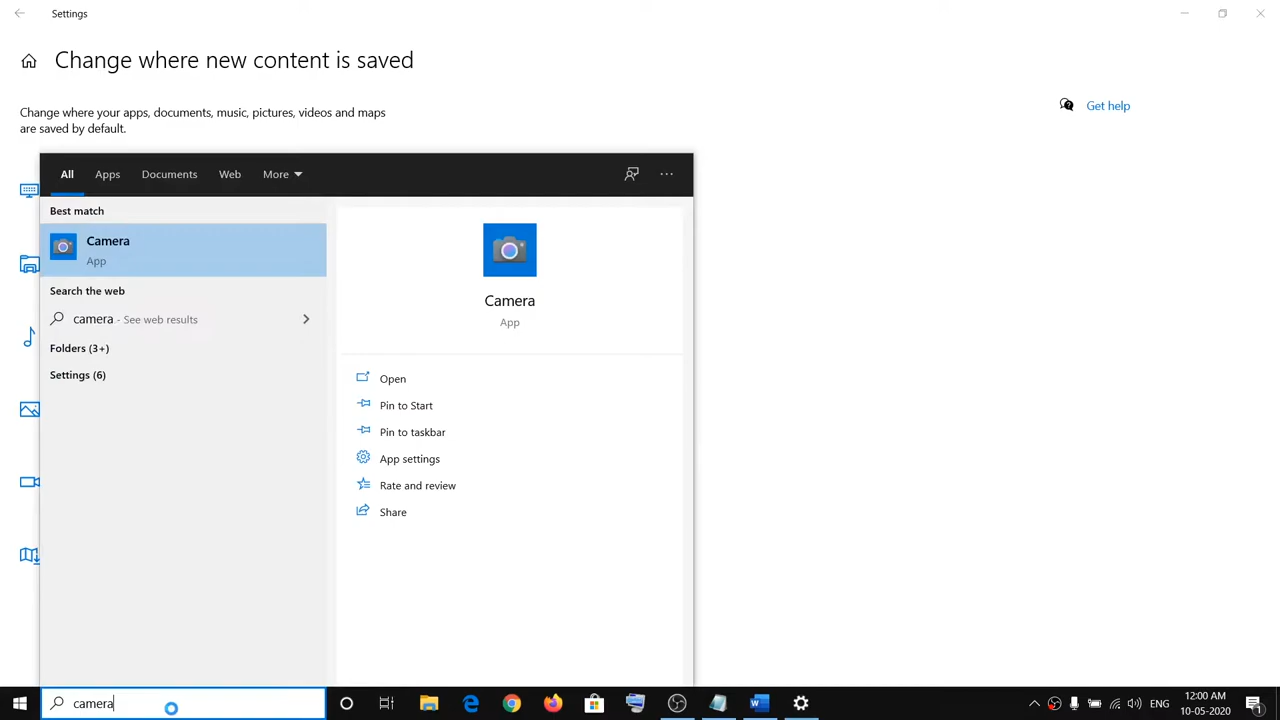 Settings
Change where new content is saved
Change where your apps, documents, music, pictures, videos and maps
are saved by default.
Get help
All Apps Documents Web More
Best match
Camera
App
Search the web
camera - See web results
Folders (3+)
Settings (6)
Camera
App
Open
Pin to Start
Pin to taskbar
App settings
Rate and review
Share
camera
ENG
12:00 AM
10-05-2020
1